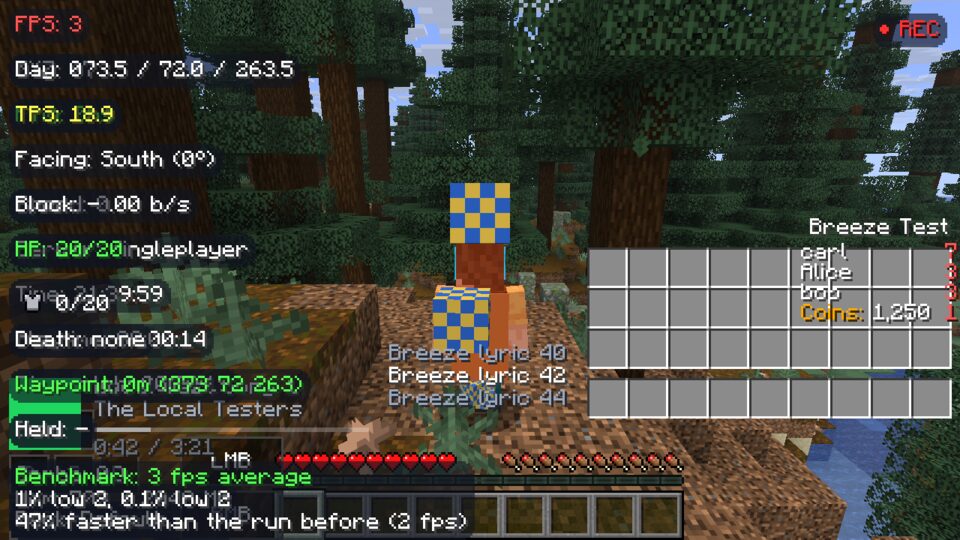 FPS: 3
REC
Day: 073.5 / 72.0 / 263.5
TPS: 18.9
Facing: South (0°)
Block: -0.00 b/s
Breeze Test
HP: 20/20
ingleplayer
carl 7
Alice 3
bob 3
Coins: 1,250 1
9:59
0/20
Death: none
00:14
Breeze lyric 40
Breeze lyric 42
Breeze lyric 44
Waypoint: 0m (373 72 263)
The Local Testers
Held: -
0:42 / 3:21
LMB
Benchmark: 3 fps average
1% low 2, 0.1% low 2
47% faster than the run before (2 fps)